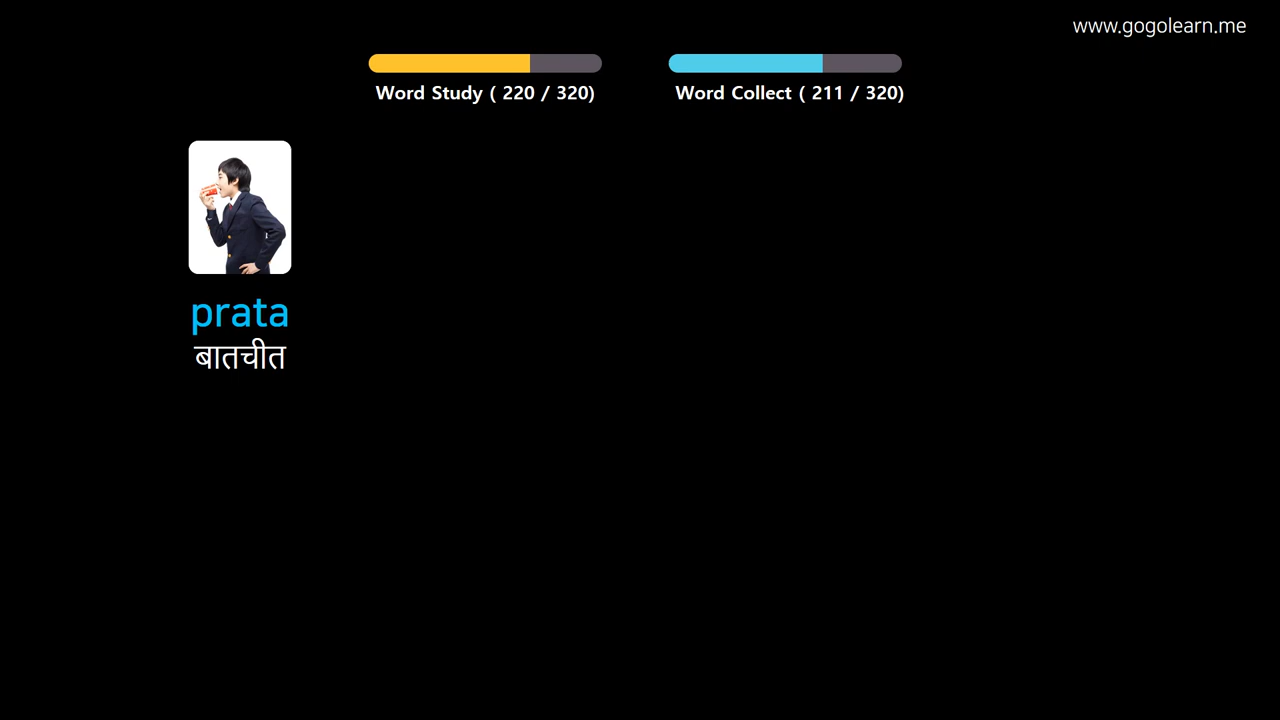 www.gogolearn.me
Word Study ( 220 / 320)
Word Collect ( 211 / 320)
prata
बातचीत